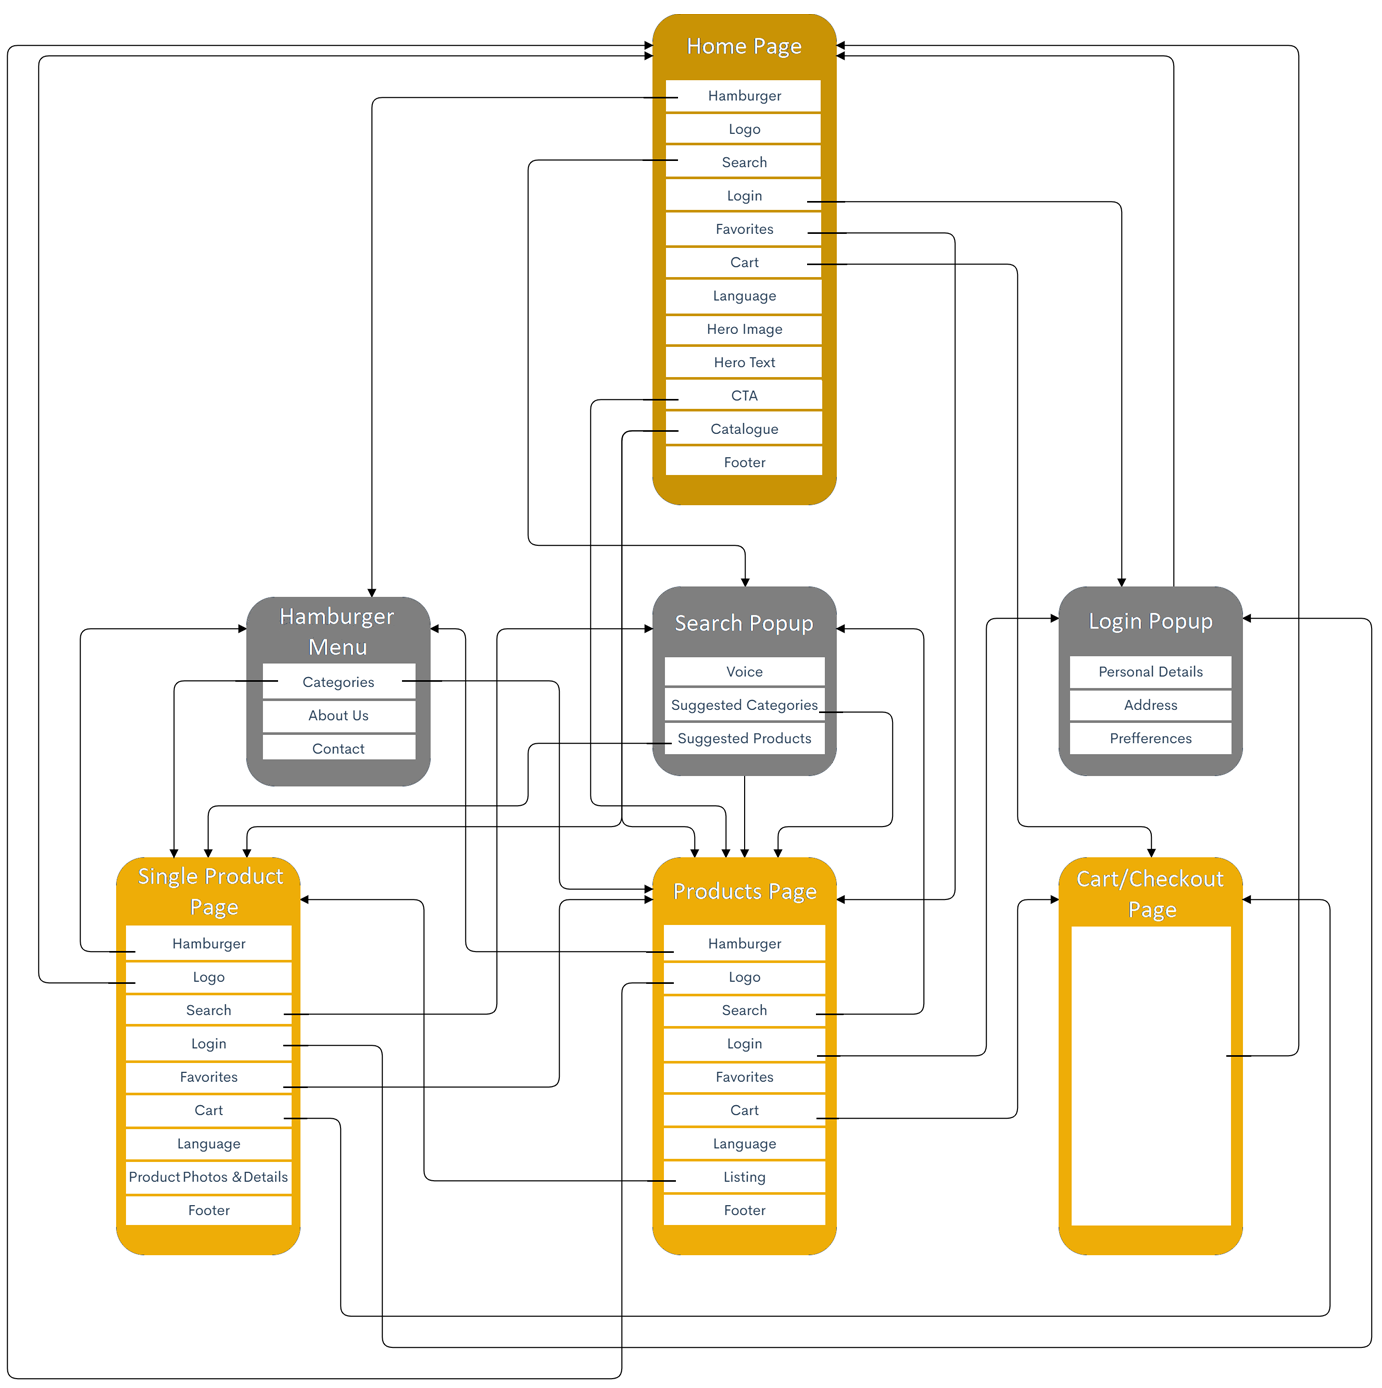 Home Page
Hamburger
Logo
Search
Login
Favorites
Cart
Language
Hero Image
Hero Text
CTA
Catalogue
Footer
Hamburger
Menu
Categories
About Us
Contact
Search Popup
Voice
Suggested Categories
Suggested Products
Login Popup
Personal Details
Address
Prefferences
Single Product
Page
Hamburger
Logo
Search
Login
Favorites
Cart
Language
Product Photos & Details
Footer
Products Page
Hamburger
Logo
Search
Login
Favorites
Cart
Language
Listing
Footer
Cart/Checkout
Page